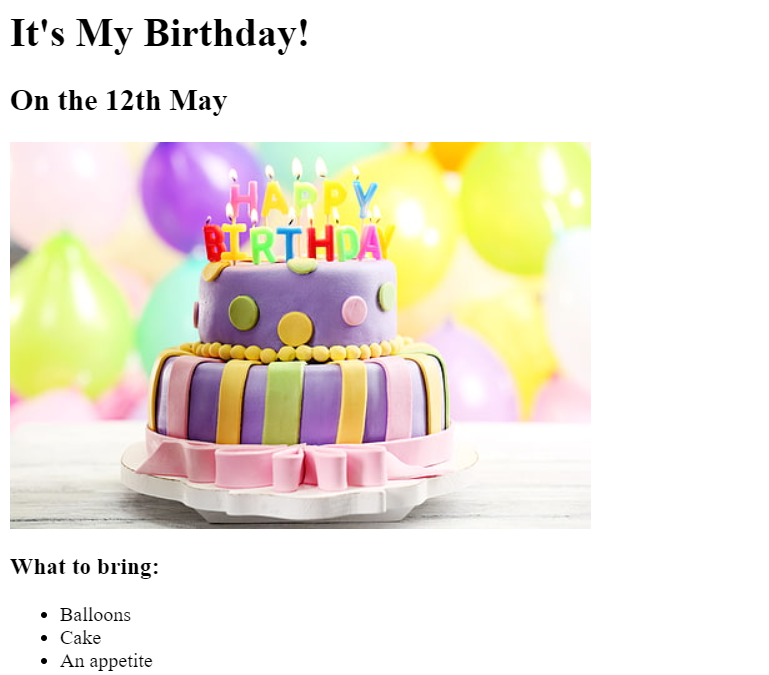 It's My Birthday!
On the 12th May
HAPPY
BIRTHDAY
What to bring:
Balloons
Cake
An appetite